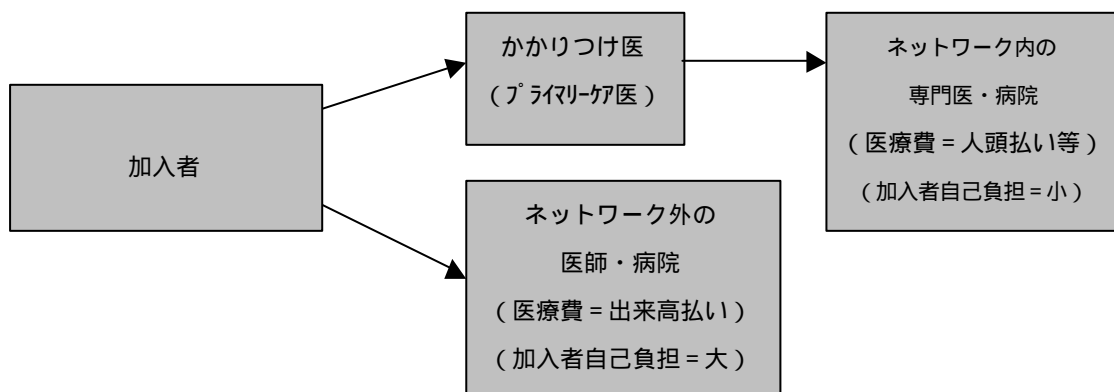 加入者
かかりつけ医
(ﾌﾟﾗｲﾏﾘｰｹｱ医)
ネットワーク内の
専門医・病院
(医療費=人頭払い等)
(加入者自己負担=小)
ネットワーク外の
医師・病院
(医療費=出来高払い)
(加入者自己負担=大)